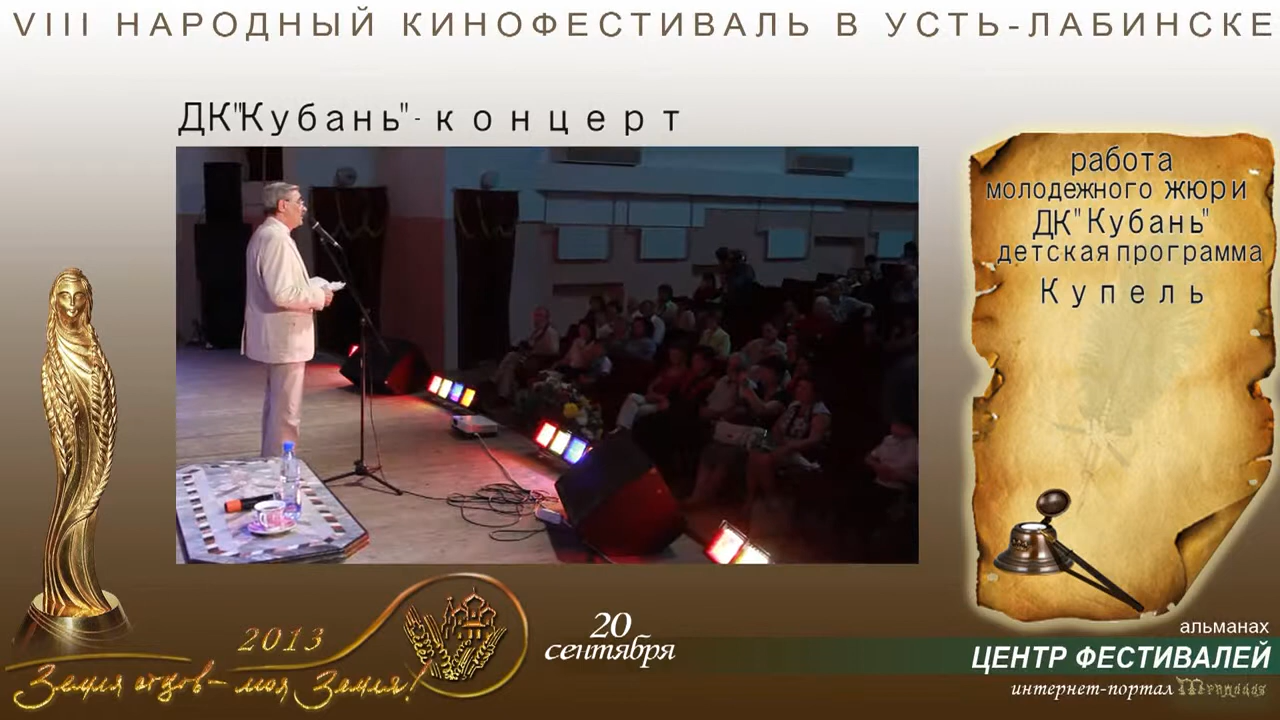 VIII НАРОДНЫЙ КИНОФЕСТИВАЛЬ В УСТЬ-ЛАБИНСКЕ
ДК"Кубань"- концерт
работа
молодежного жюри
ДК"Кубань"
детская программа
Купель
2013
Земля отцов - моя Земля!
20
сентября
альманах
ЦЕНТР ФЕСТИВАЛЕЙ
интернет-портал